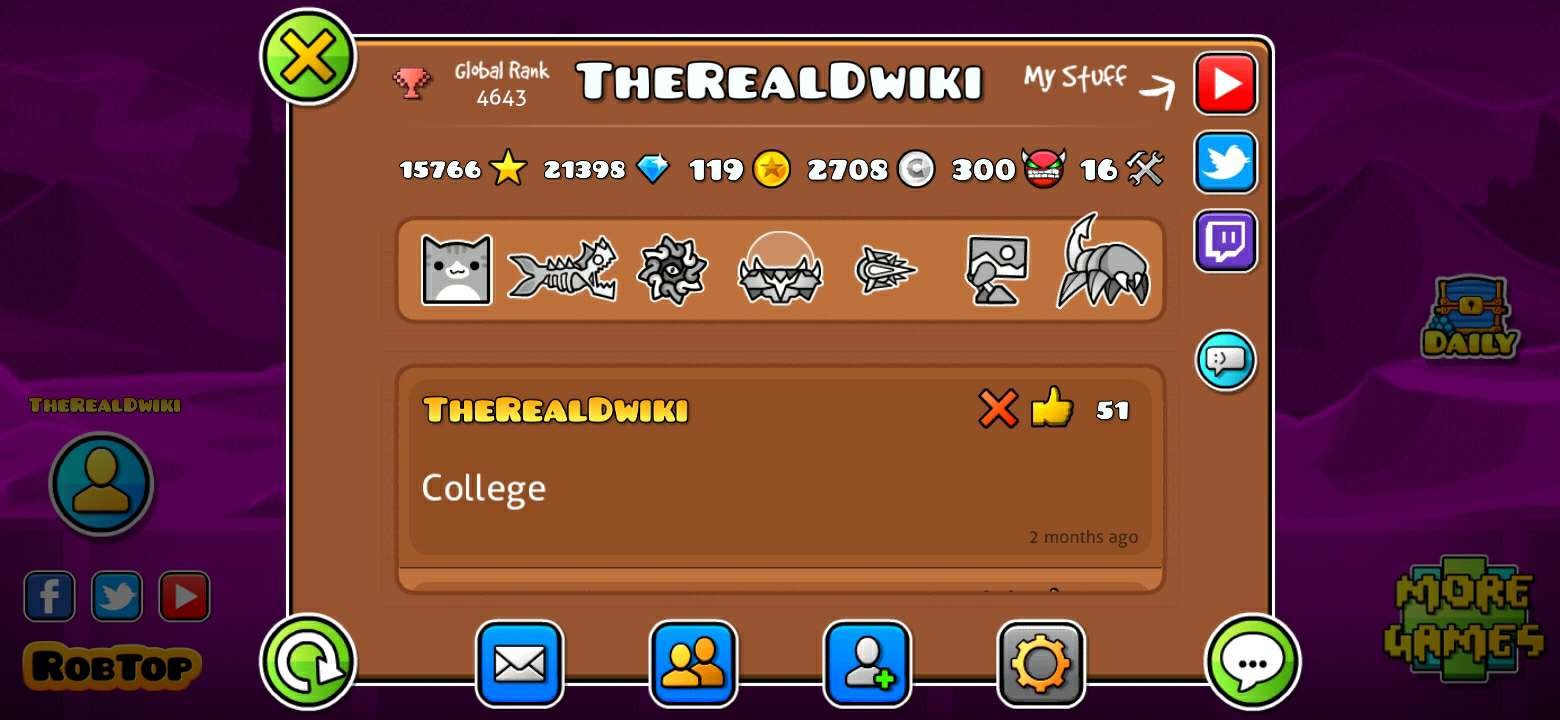 Global Rank
4643
TheRealDwiki
My Stuff
15766 21398 119 2708 300 16
TheRealDwiki
51
College
2 months ago
TheRealDwiki
RobTop
Daily
More
Games